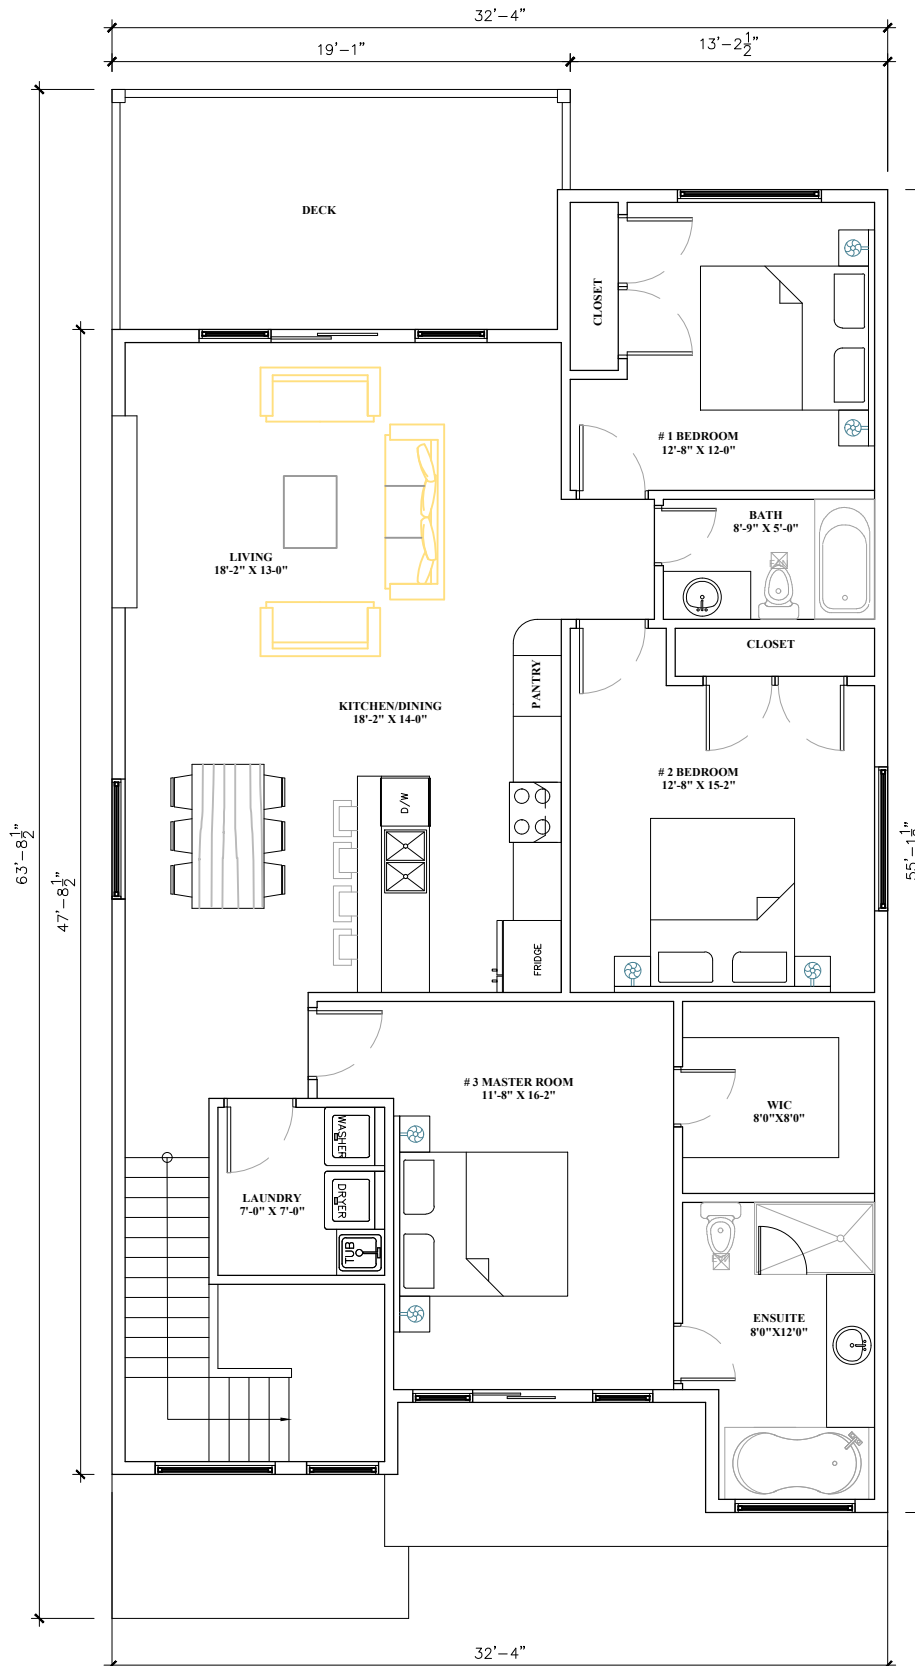 32'-4"
19'-1"
13'-2½"
DECK
CLOSET
# 1 BEDROOM
12'-8" X 12-0"
BATH
8'-9" X 5'-0"
LIVING
18'-2" X 13-0"
CLOSET
PANTRY
KITCHEN/DINING
18'-2" X 14-0"
# 2 BEDROOM
12'-8" X 15-2"
D/W
63'-8½"
47'-8½"
55'-1½"
FRIDGE
# 3 MASTER ROOM
11'-8" X 16-2"
WIC
8'0"X8'0"
WASHER
DRYER
LAUNDRY
7'-0" X 7'-0"
TUB
ENSUITE
8'0"X12'0"
32'-4"